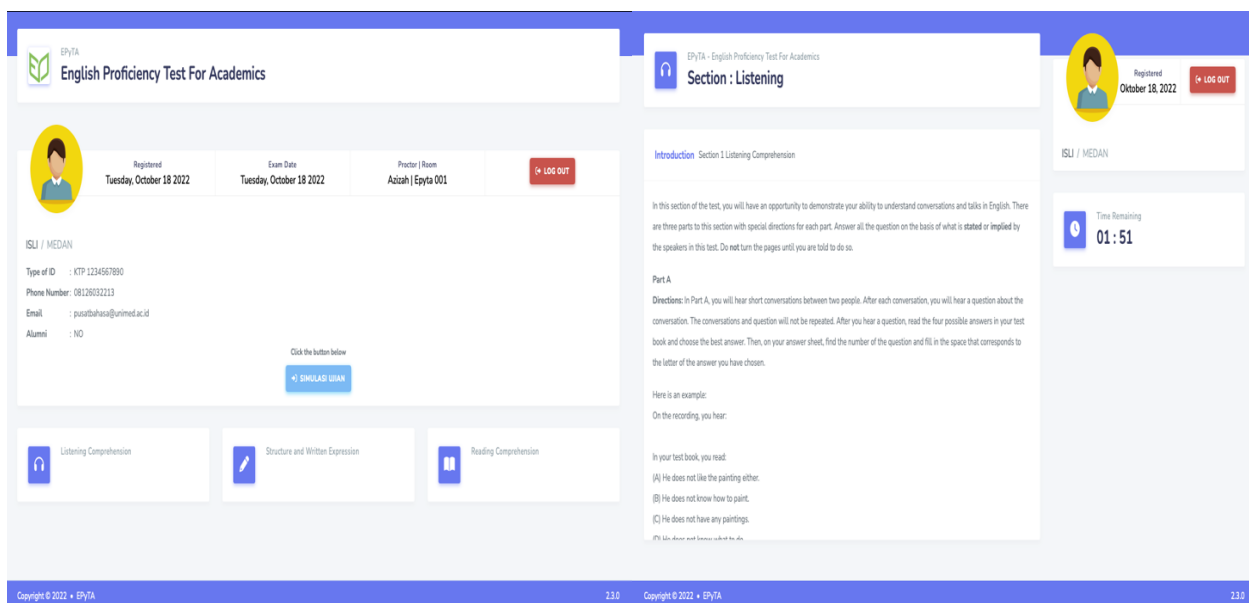 EPyTA
English Proficiency Test For Academics
Registered
Tuesday, October 18 2022
Exam Date
Tuesday, October 18 2022
Proctor | Room
Azizah | Epyta 001
LOG OUT
ISLI / MEDAN
Type of ID : KTP 1234567890
Phone Number : 08126032213
Email : pusatbahasa@unimed.ac.id
Alumni : NO
Click the button below
SIMULASI UJIAN
Listening Comprehension
Structure and Written Expression
Reading Comprehension
Copyright © 2022 • EPyTA
2.3.0
EPyTA - English Proficiency Test For Academics
Section : Listening
Registered
Oktober 18, 2022
LOG OUT
ISLI / MEDAN
Time Remaining
01 : 51
Introduction Section 1 Listening Comprehension
In this section of the test, you will have an opportunity to demonstrate your ability to understand conversations and talks in English. There
are three parts to this section with special directions for each part. Answer all the question on the basis of what is stated or implied by
the speakers in this test. Do not turn the pages until you are told to do so.
Part A
Directions: In Part A, you will hear short conversations between two people. After each conversation, you will hear a question about the
conversation. The conversations and question will not be repeated. After you hear a question, read the four possible answers in your test
book and choose the best answer. Then, on your answer sheet, find the number of the question and fill in the space that corresponds to
the letter of the answer you have chosen.
Here is an example:
On the recording, you hear:
In your test book, you read:
(A) He does not like the painting either.
(B) He does not know how to paint.
(C) He does not have any paintings.
(D) He does not know what to do.
Copyright © 2022 • EPyTA
2.3.0